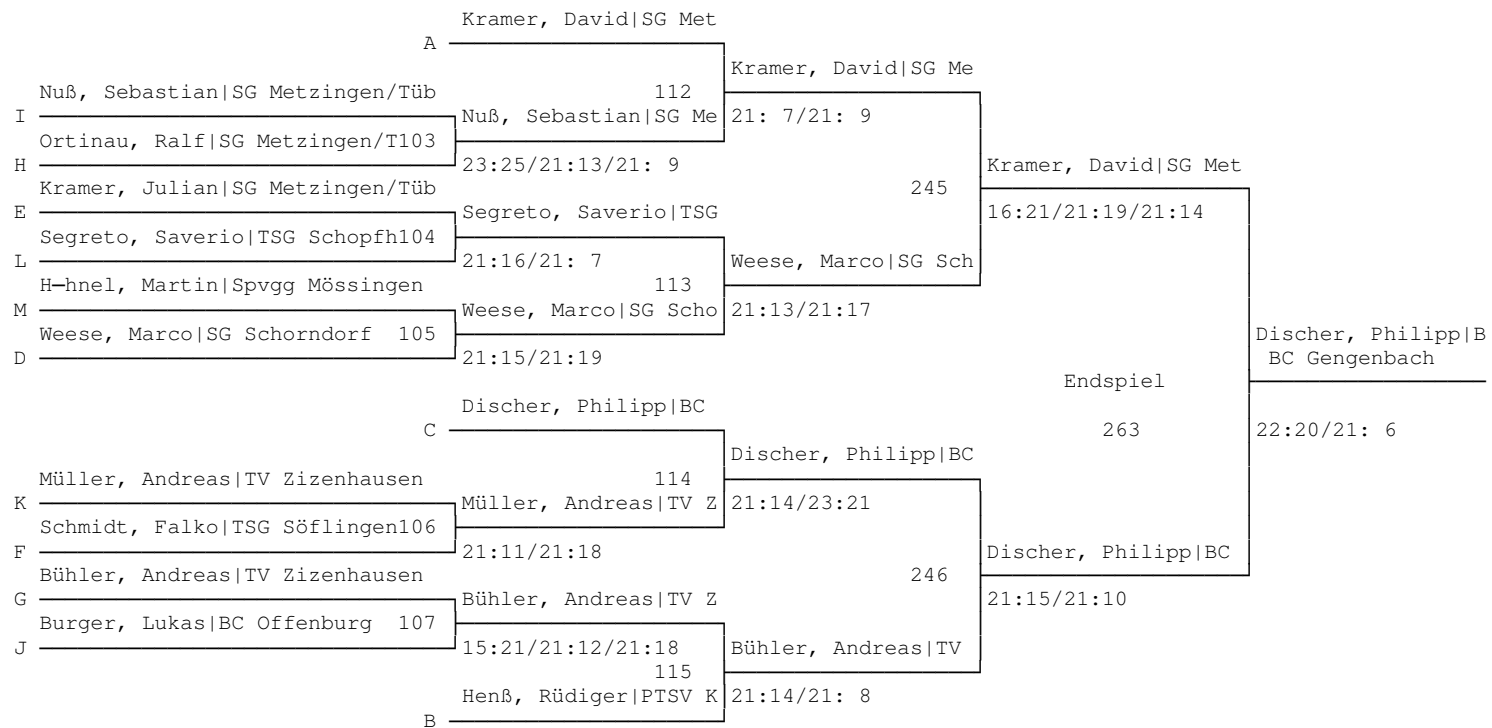 Kramer, David|SG Met
A
Kramer, David|SG Me
Nuß, Sebastian|SG Metzingen/Tüb 112
I Nuß, Sebastian|SG Me 21: 7/21: 9
Ortinau, Ralf|SG Metzingen/T103
H 23:25/21:13/21: 9 Kramer, David|SG Met
Kramer, Julian|SG Metzingen/Tüb 245
E Segreto, Saverio|TSG 16:21/21:19/21:14
Segreto, Saverio|TSG Schopfh104
L 21:16/21: 7 Weese, Marco|SG Sch
H—hnel, Martin|Spvgg Mössingen 113
M Weese, Marco|SG Scho 21:13/21:17
Weese, Marco|SG Schorndorf 105 Discher, Philipp|B
D 21:15/21:19 BC Gengenbach
Endspiel
Discher, Philipp|BC
C 263 22:20/21: 6
Discher, Philipp|BC
Müller, Andreas|TV Zizenhausen 114
K Müller, Andreas|TV Z 21:14/23:21
Schmidt, Falko|TSG Söflingen106
F 21:11/21:18 Discher, Philipp|BC
Bühler, Andreas|TV Zizenhausen 246
G Bühler, Andreas|TV Z 21:15/21:10
Burger, Lukas|BC Offenburg 107
J 15:21/21:12/21:18 Bühler, Andreas|TV
115
Henß, Rüdiger|PTSV K 21:14/21: 8
B